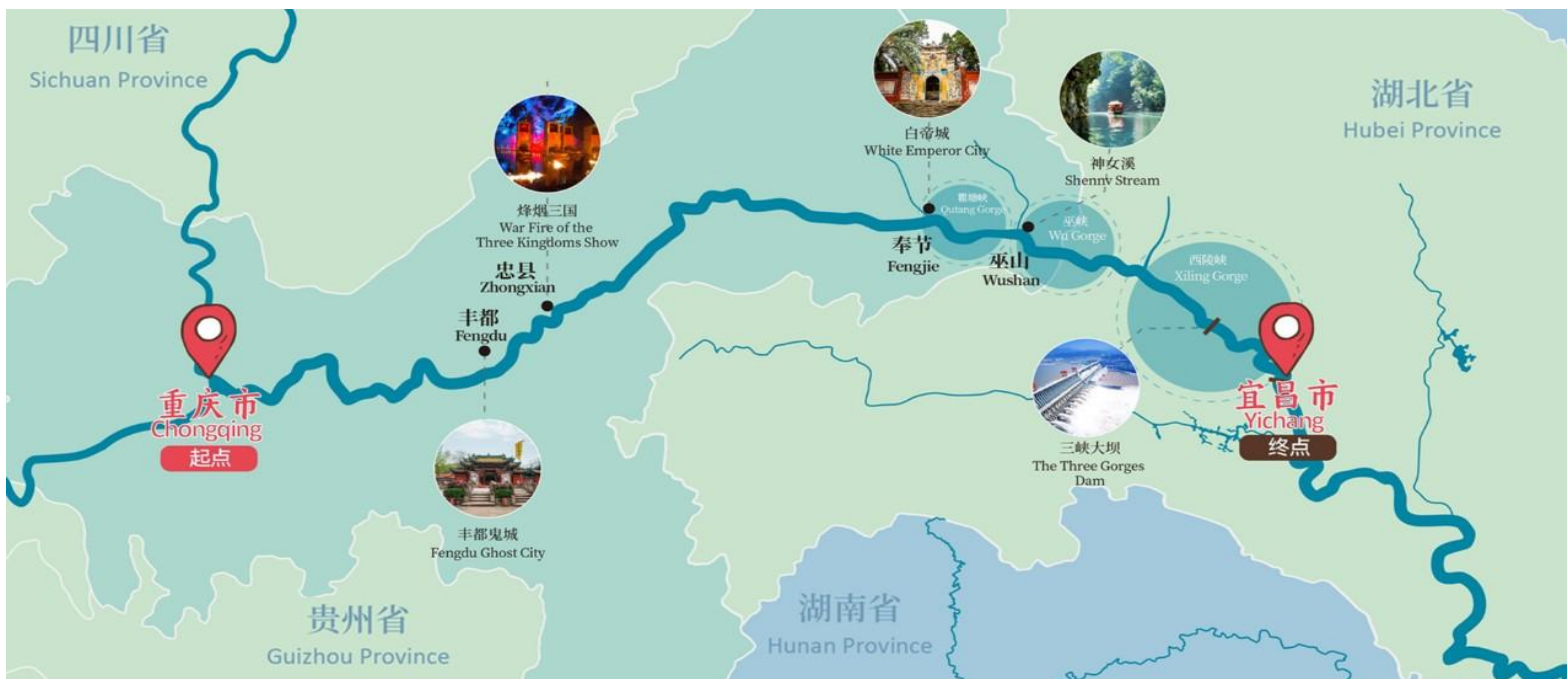 四川省
Sichuan Province
烽烟三国
War Fire of the
Three Kingdoms Show
忠县
Zhongxian
丰都
Fengdu
重庆市
Chongqing
起点
丰都鬼城
Fengdu Ghost City
贵州省
Guizhou Province
白帝城
White Emperor City
神女溪
Shennv Stream
湖北省
Hubei Province
瞿塘峡
Qutang Gorge
奉节
Fengjie
巫峡
Wu Gorge
巫山
Wushan
西陵峡
Xiling Gorge
三峡大坝
The Three Gorges
Dam
宜昌市
Yichang
终点
湖南省
Hunan Province